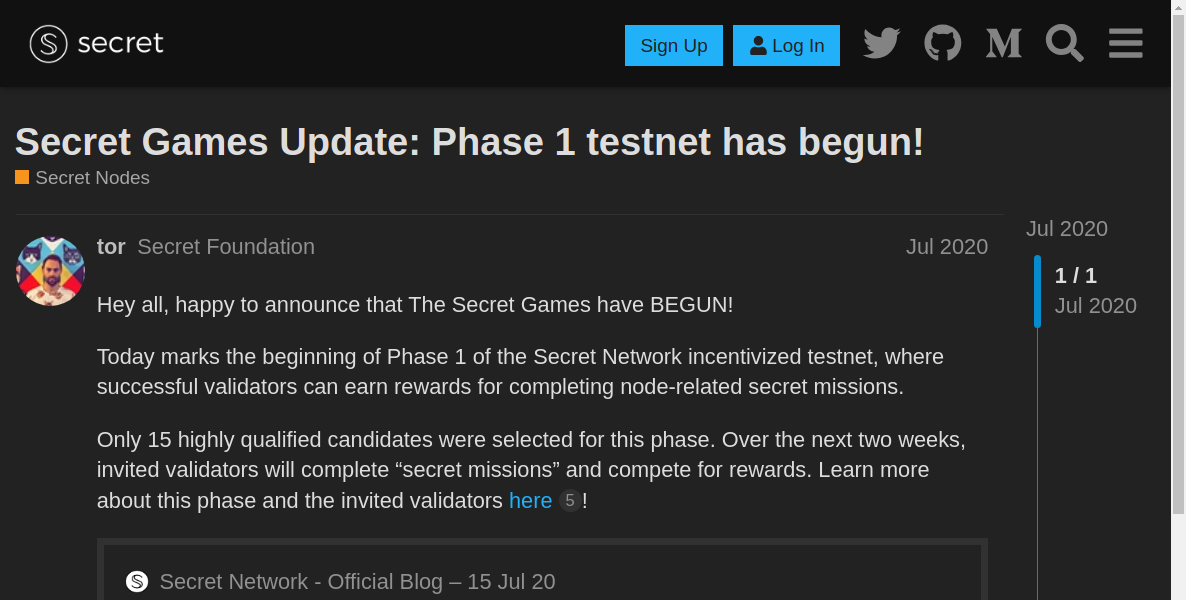 secret
Sign Up
Log In
Secret Games Update: Phase 1 testnet has begun!
Secret Nodes
tor Secret Foundation Jul 2020
Jul 2020
1 / 1
Jul 2020
Hey all, happy to announce that The Secret Games have BEGUN!
Today marks the beginning of Phase 1 of the Secret Network incentivized testnet, where
successful validators can earn rewards for completing node-related secret missions.
Only 15 highly qualified candidates were selected for this phase. Over the next two weeks,
invited validators will complete “secret missions” and compete for rewards. Learn more
about this phase and the invited validators here 5 !
Secret Network - Official Blog – 15 Jul 20